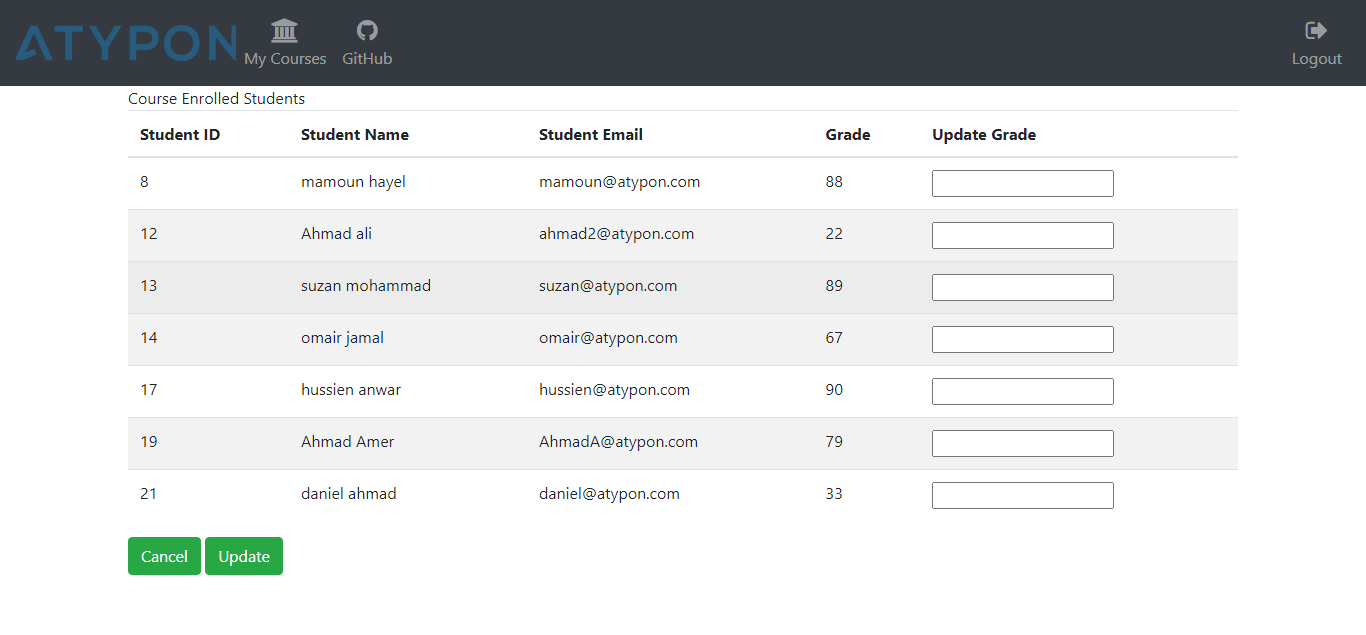 ATYPON My Courses GitHub Logout
Course Enrolled Students
Student ID Student Name Student Email Grade Update Grade
8 mamoun hayel mamoun@atypon.com 88
12 Ahmad ali ahmad2@atypon.com 22
13 suzan mohammad suzan@atypon.com 89
14 omair jamal omair@atypon.com 67
17 hussien anwar hussien@atypon.com 90
19 Ahmad Amer AhmadA@atypon.com 79
21 daniel ahmad daniel@atypon.com 33
Cancel Update